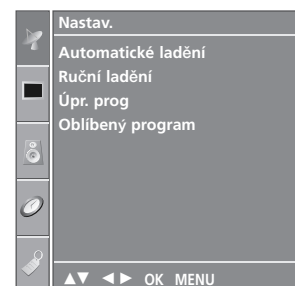 Nastav.
Automatické ladění
Ruční ladění
Úpr. prog
Oblíbený program
▲▼ ◄► OK MENU